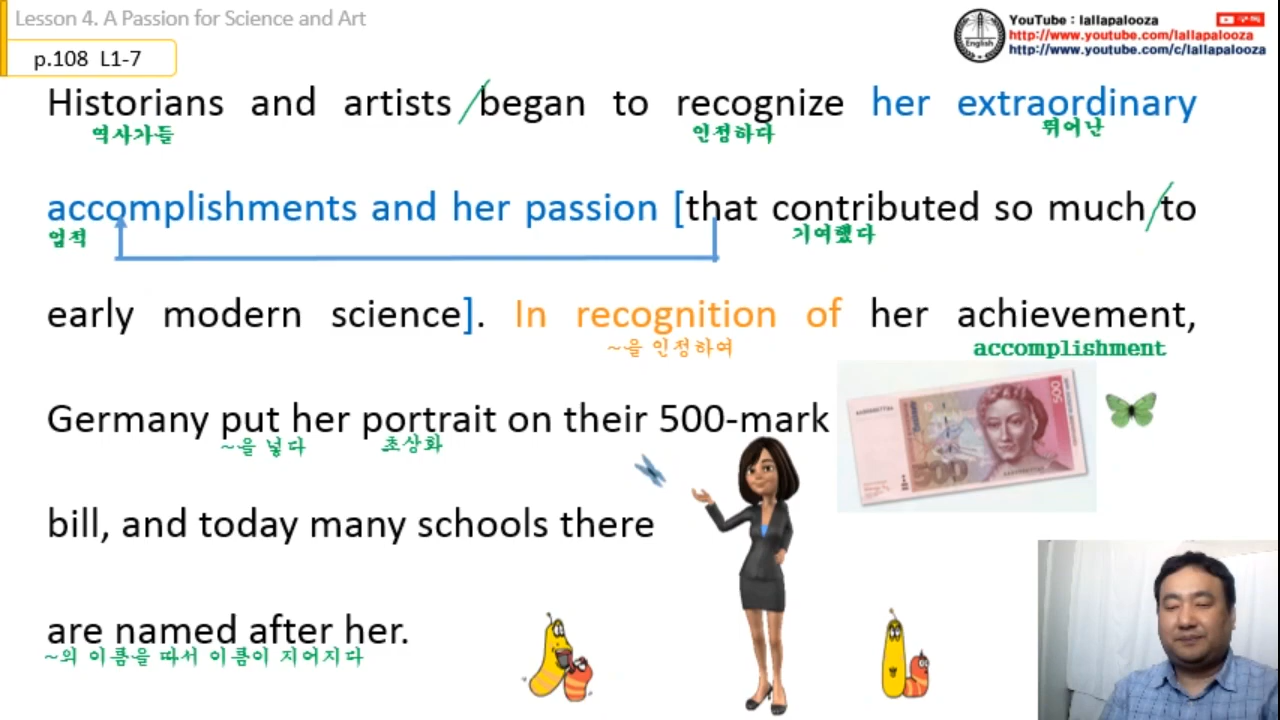 Lesson 4. A Passion for Science and Art
p.108 L1-7
YouTube : lallapalooza
http://www.youtube.com/lallapalooza
http://www.youtube.com/c/lallapalooza
English
Historians and artists / began to recognize her extraordinary
역사가들 인정하다 뛰어난
accomplishments and her passion [that contributed so much / to
업적 기여했다
early modern science]. In recognition of her achievement,
~을 인정하여 accomplishment
Germany put her portrait on their 500-mark
~을 넣다 초상화
500
500
bill, and today many schools there
are named after her.
~의 이름을 따서 이름이 지어지다